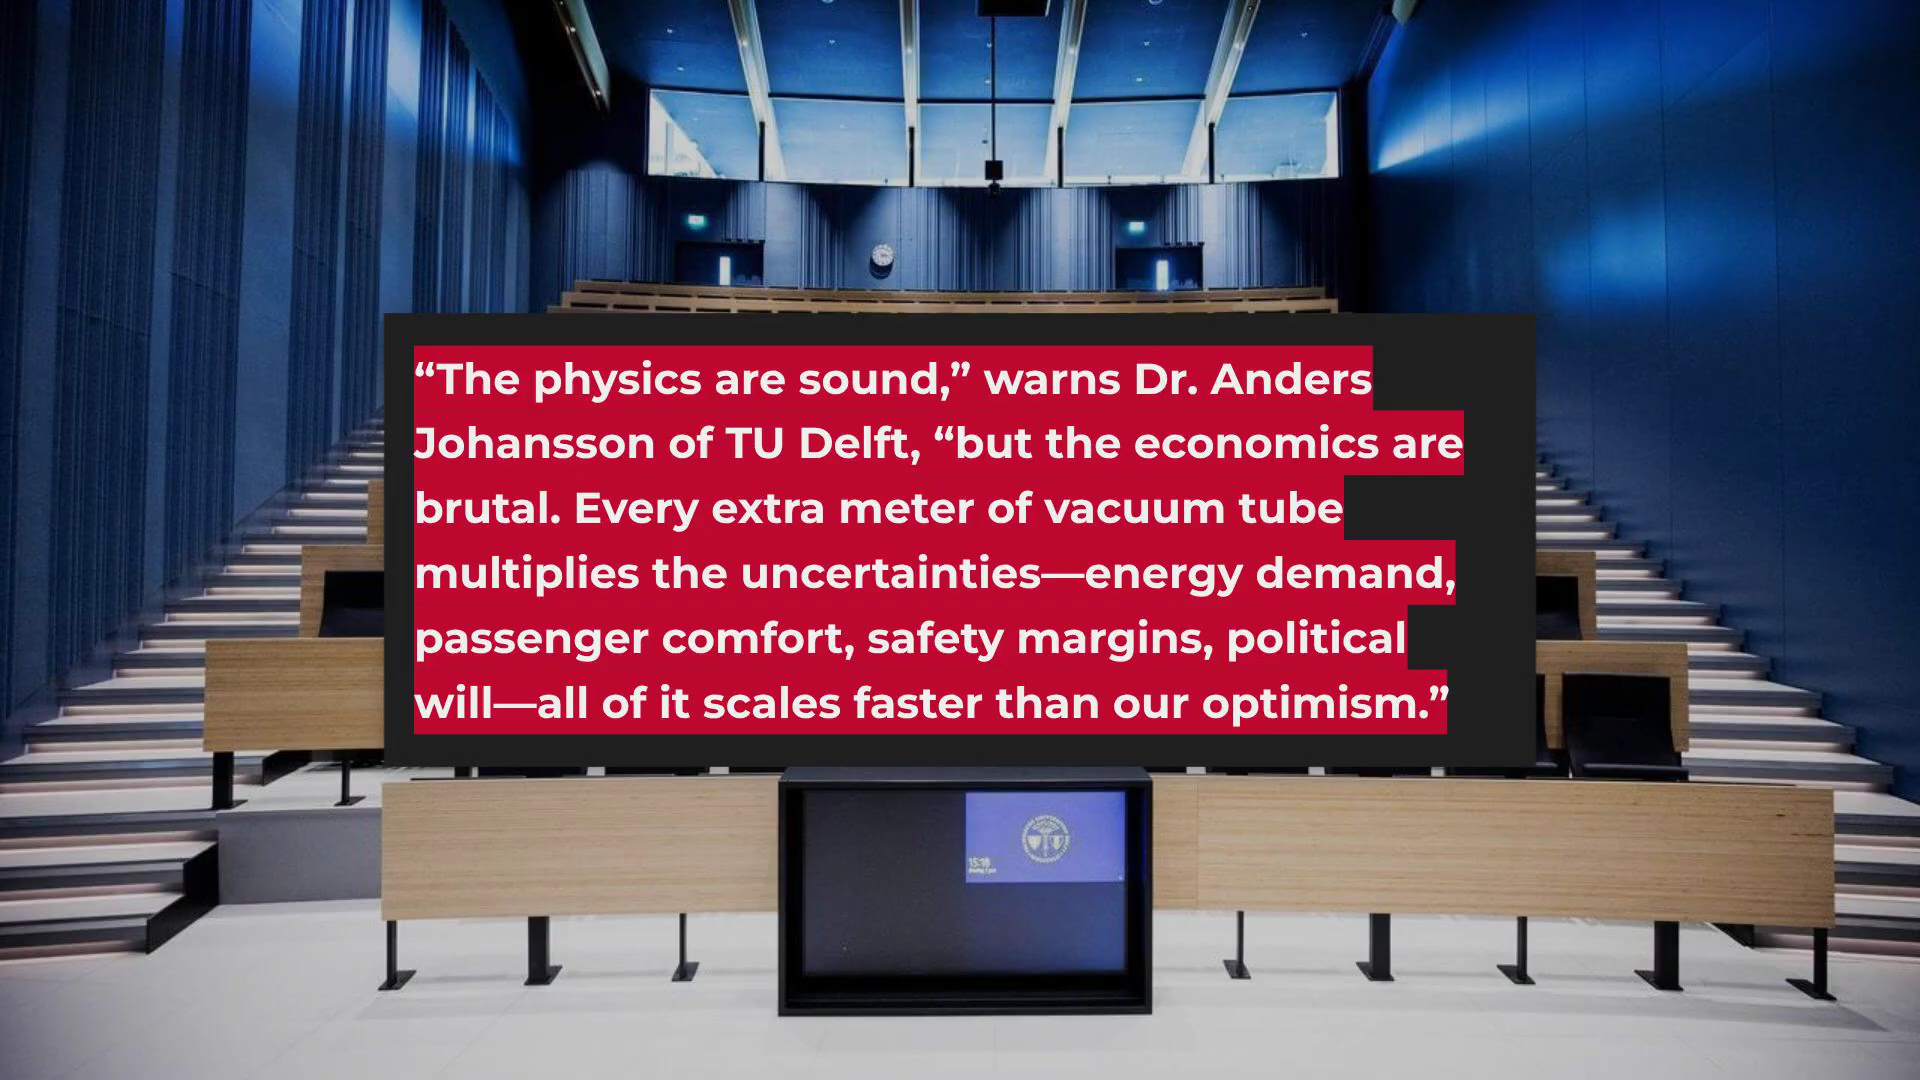 “The physics are sound,” warns Dr. Anders
Johansson of TU Delft, “but the economics are
brutal. Every extra meter of vacuum tube
multiplies the uncertainties—energy demand,
passenger comfort, safety margins, political
will—all of it scales faster than our optimism.”
15:18